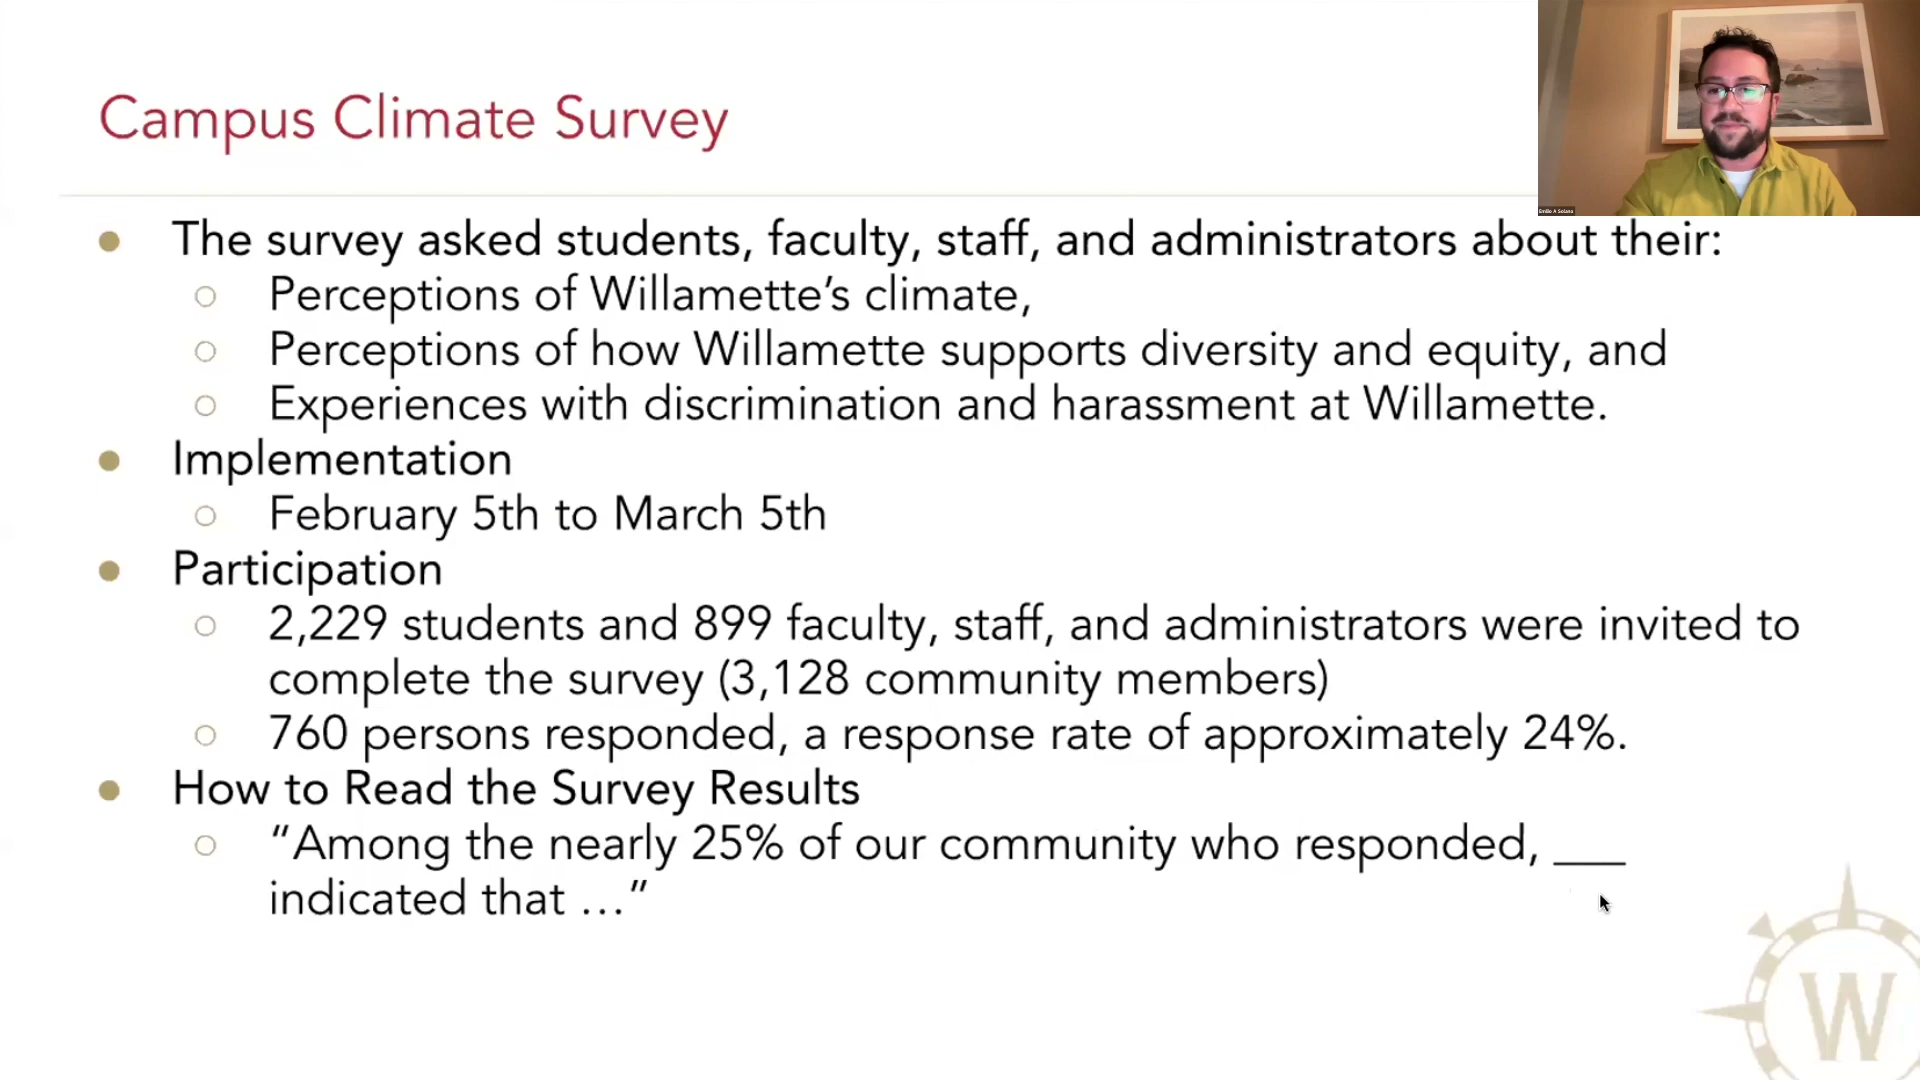 Campus Climate Survey
Emilio A Solano
● The survey asked students, faculty, staff, and administrators about their:
○ Perceptions of Willamette’s climate,
○ Perceptions of how Willamette supports diversity and equity, and
○ Experiences with discrimination and harassment at Willamette.
● Implementation
○ February 5th to March 5th
● Participation
○ 2,229 students and 899 faculty, staff, and administrators were invited to
complete the survey (3,128 community members)
○ 760 persons responded, a response rate of approximately 24%.
● How to Read the Survey Results
○ “Among the nearly 25% of our community who responded, ___
indicated that …”
W